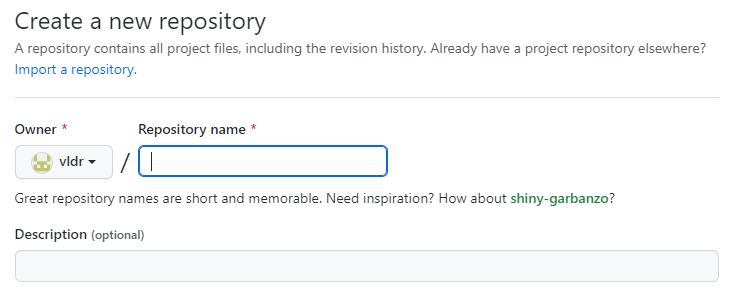 Create a new repository
A repository contains all project files, including the revision history. Already have a project repository elsewhere?
Import a repository.
Owner * Repository name *
vldr /
Great repository names are short and memorable. Need inspiration? How about shiny-garbanzo?
Description (optional)